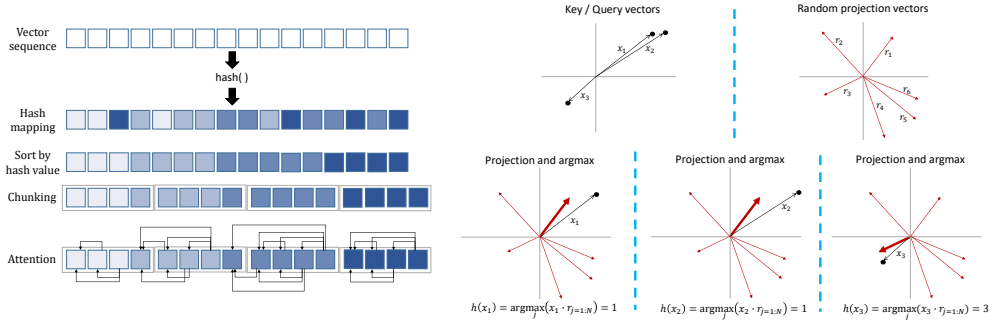 Vector
sequence
hash( )
Hash
mapping
Sort by
hash value
Chunking
Attention
Key / Query vectors
x₁
x₂
x₃
Random projection vectors
r₂
r₁
r₃
r₆
r₄
r₅
Projection and argmax
x₁
h(x₁) = argmax(x₁ · rⱼ₌₁:N) = 1
j
Projection and argmax
x₂
h(x₂) = argmax(x₂ · rⱼ₌₁:N) = 1
j
Projection and argmax
x₃
h(x₃) = argmax(x₃ · rⱼ₌₁:N) = 3
j